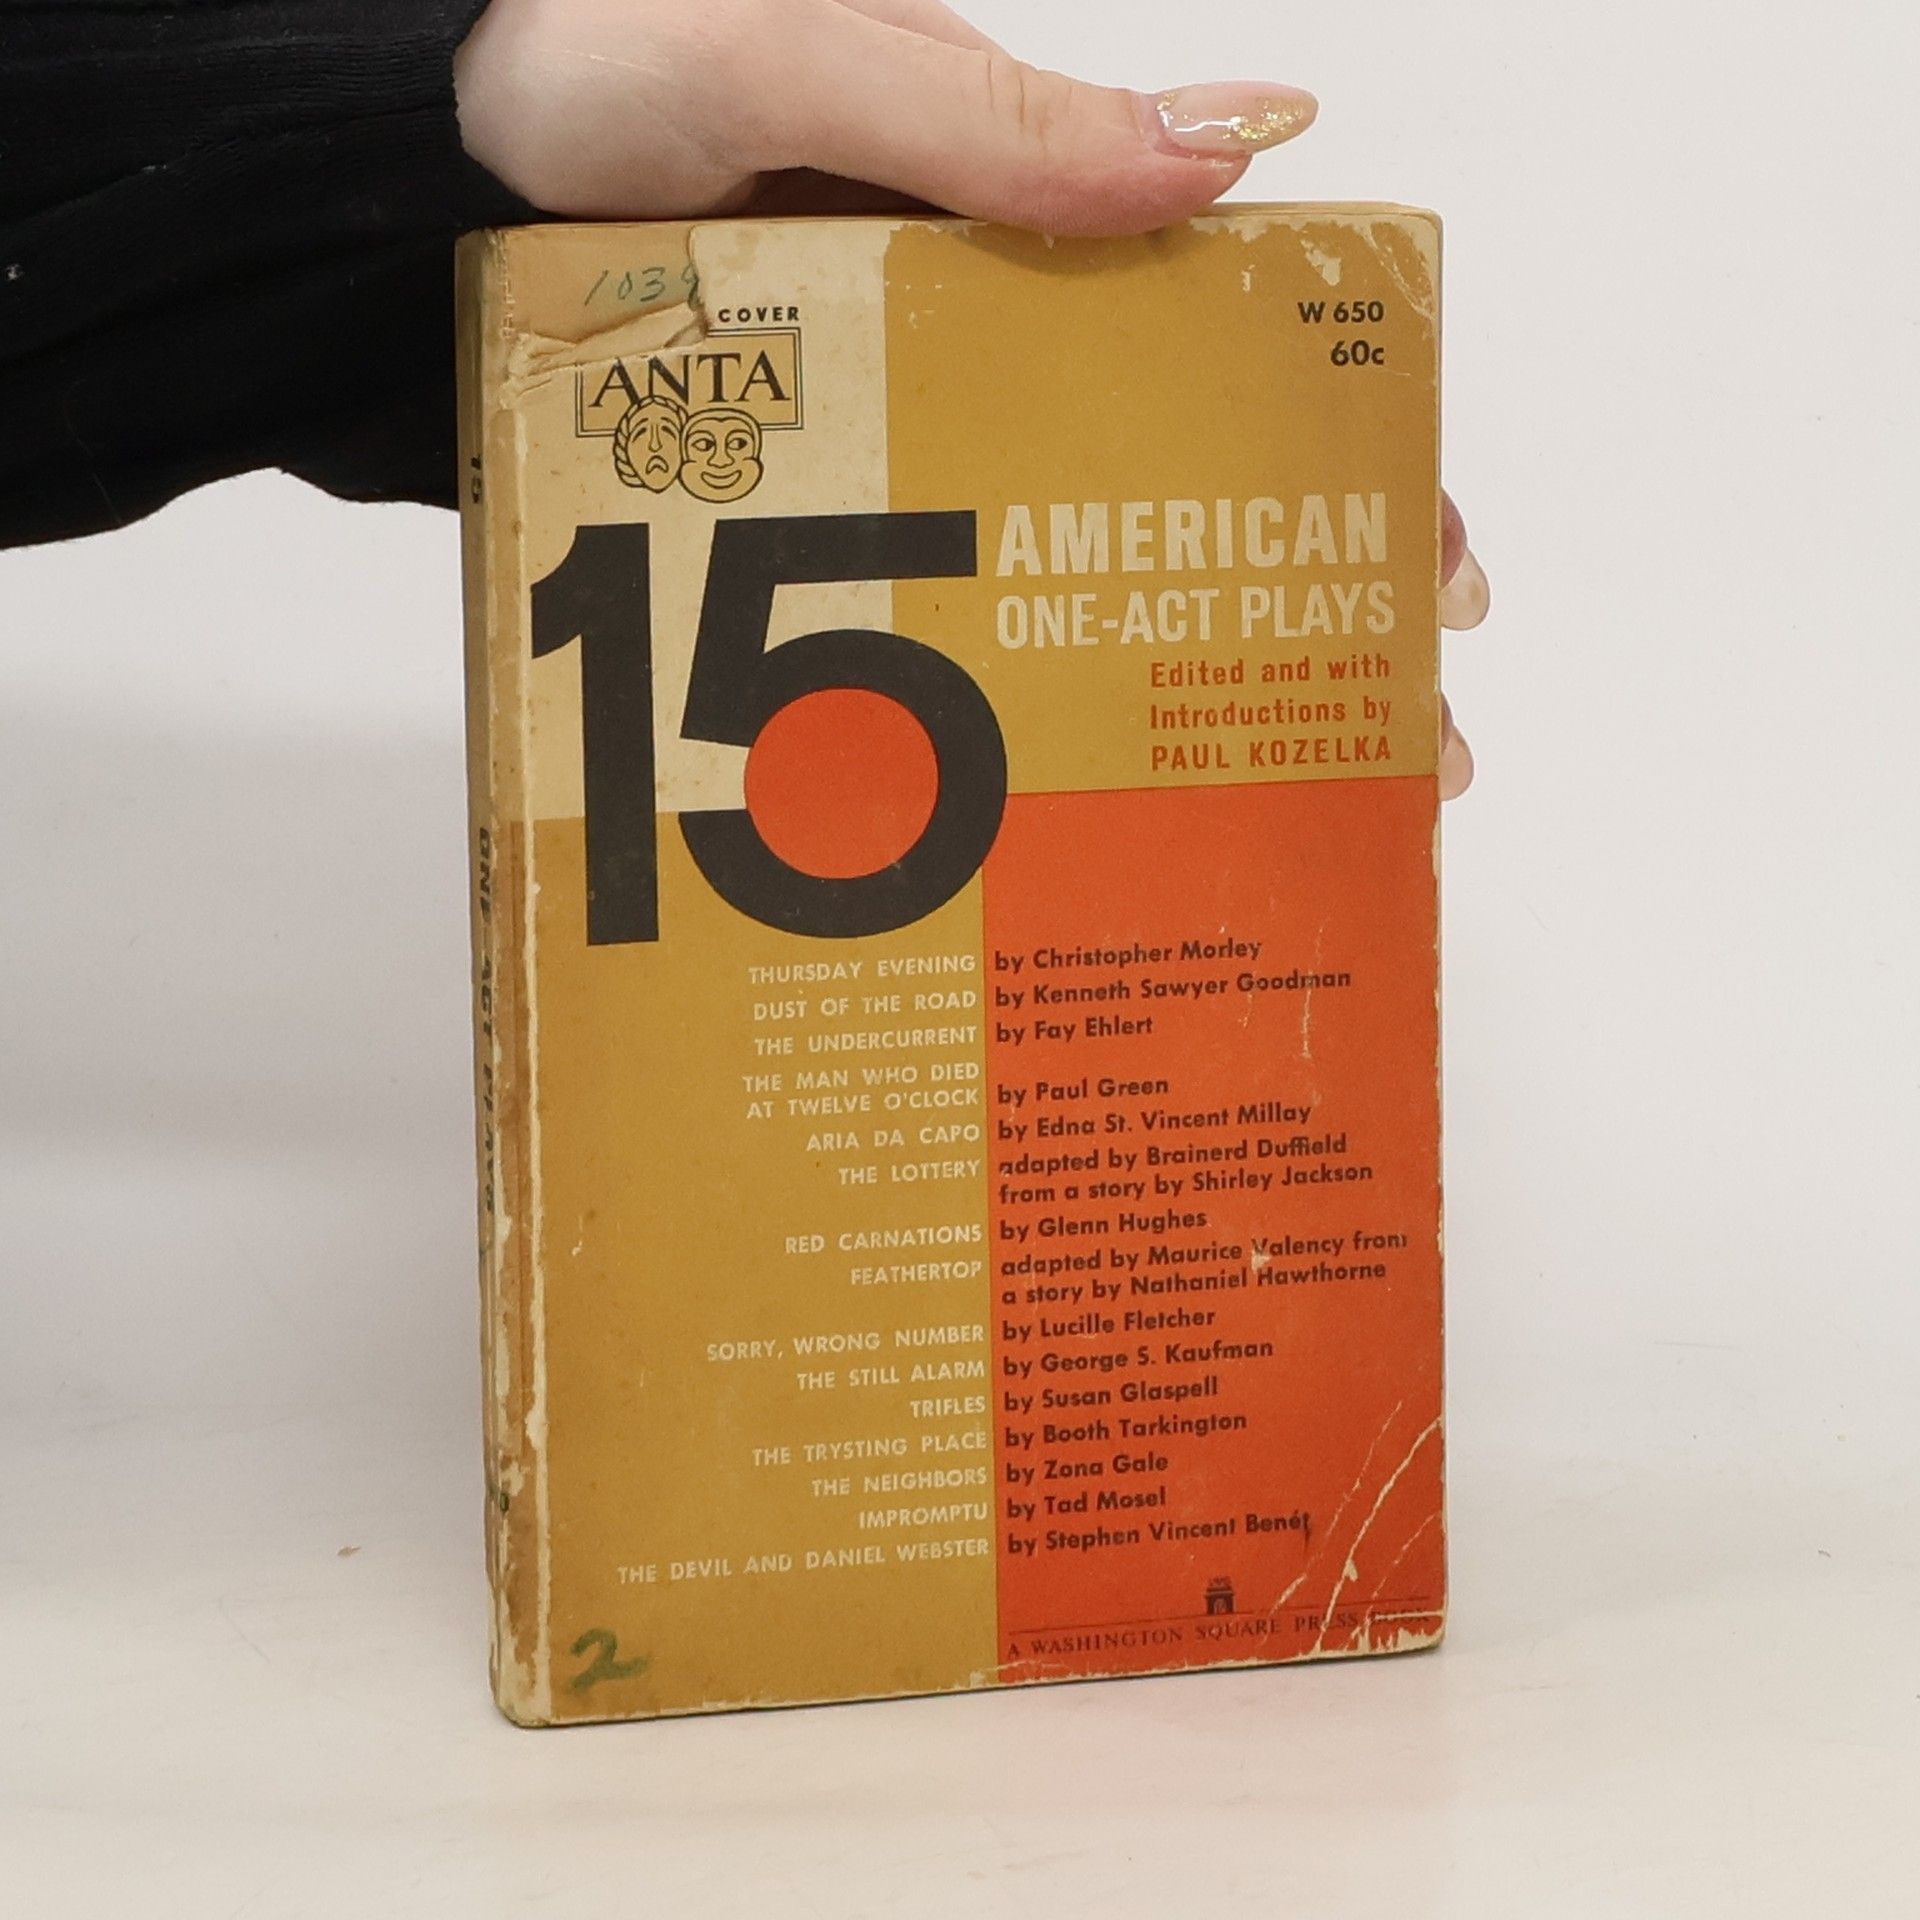 1039
COVER
ANTA
W 650
60c
15
AMERICAN
ONE-ACT PLAYS
Edited and with
Introductions by
PAUL KOZELKA
THURSDAY EVENING by Christopher Morley
DUST OF THE ROAD by Kenneth Sawyer Goodman
THE UNDERCURRENT by Fay Ehlert
THE MAN WHO DIED
AT TWELVE O'CLOCK by Paul Green
ARIA DA CAPO by Edna St. Vincent Millay
THE LOTTERY adapted by Brainerd Duffield
from a story by Shirley Jackson
RED CARNATIONS by Glenn Hughes
FEATHERTOP adapted by Maurice Valency from
a story by Nathaniel Hawthorne
SORRY, WRONG NUMBER by Lucille Fletcher
THE STILL ALARM by George S. Kaufman
TRIFLES by Susan Glaspell
THE TRYSTING PLACE by Booth Tarkington
THE NEIGHBORS by Zona Gale
IMPROMPTU by Tad Mosel
THE DEVIL AND DANIEL WEBSTER by Stephen Vincent Benét
2
A WASHINGTON SQUARE PRESS BOOK
15
ONE-ACT PLAYS